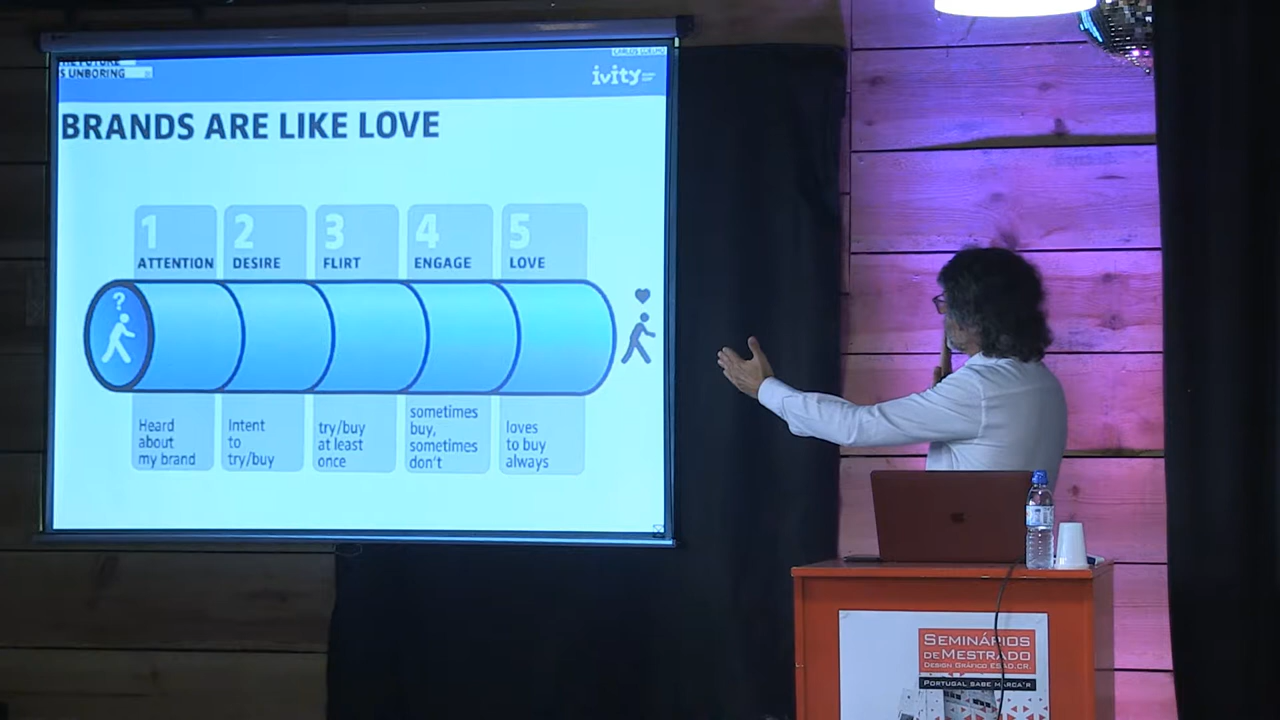 THE FUTURE
IS UNBORING
CARLOS COELHO
ivity
BRANDS ARE LIKE LOVE
1
ATTENTION
2
DESIRE
3
FLIRT
4
ENGAGE
5
LOVE
?
Heard
about
my brand
Intent
to
try/buy
try/buy
at least
once
sometimes
buy,
sometimes
don't
loves
to buy
always
SEMINÁRIOS
DE MESTRADO
DESIGN GRÁFICO ESAD.CR.
PORTUGAL SABE MARCA'R